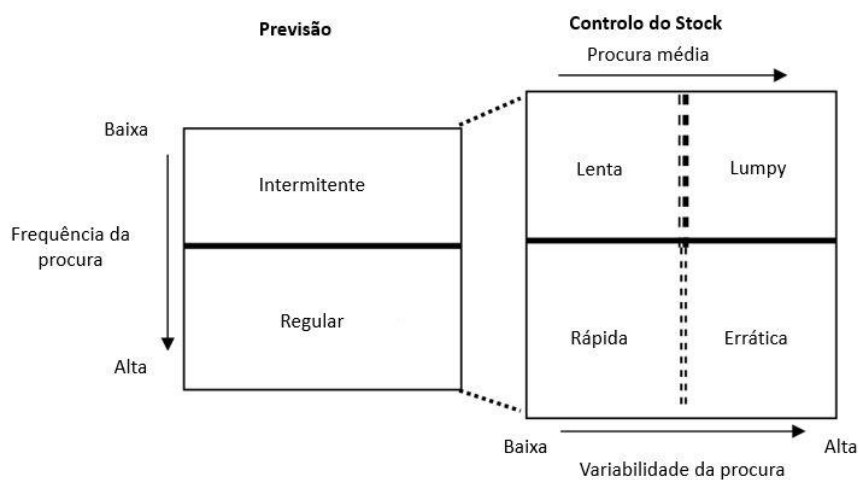 Previsão
Controlo do Stock
Procura média
Baixa
Intermitente
Lenta
Lumpy
Frequência da
procura
Regular
Rápida
Errática
Alta
Baixa
Alta
Variabilidade da procura